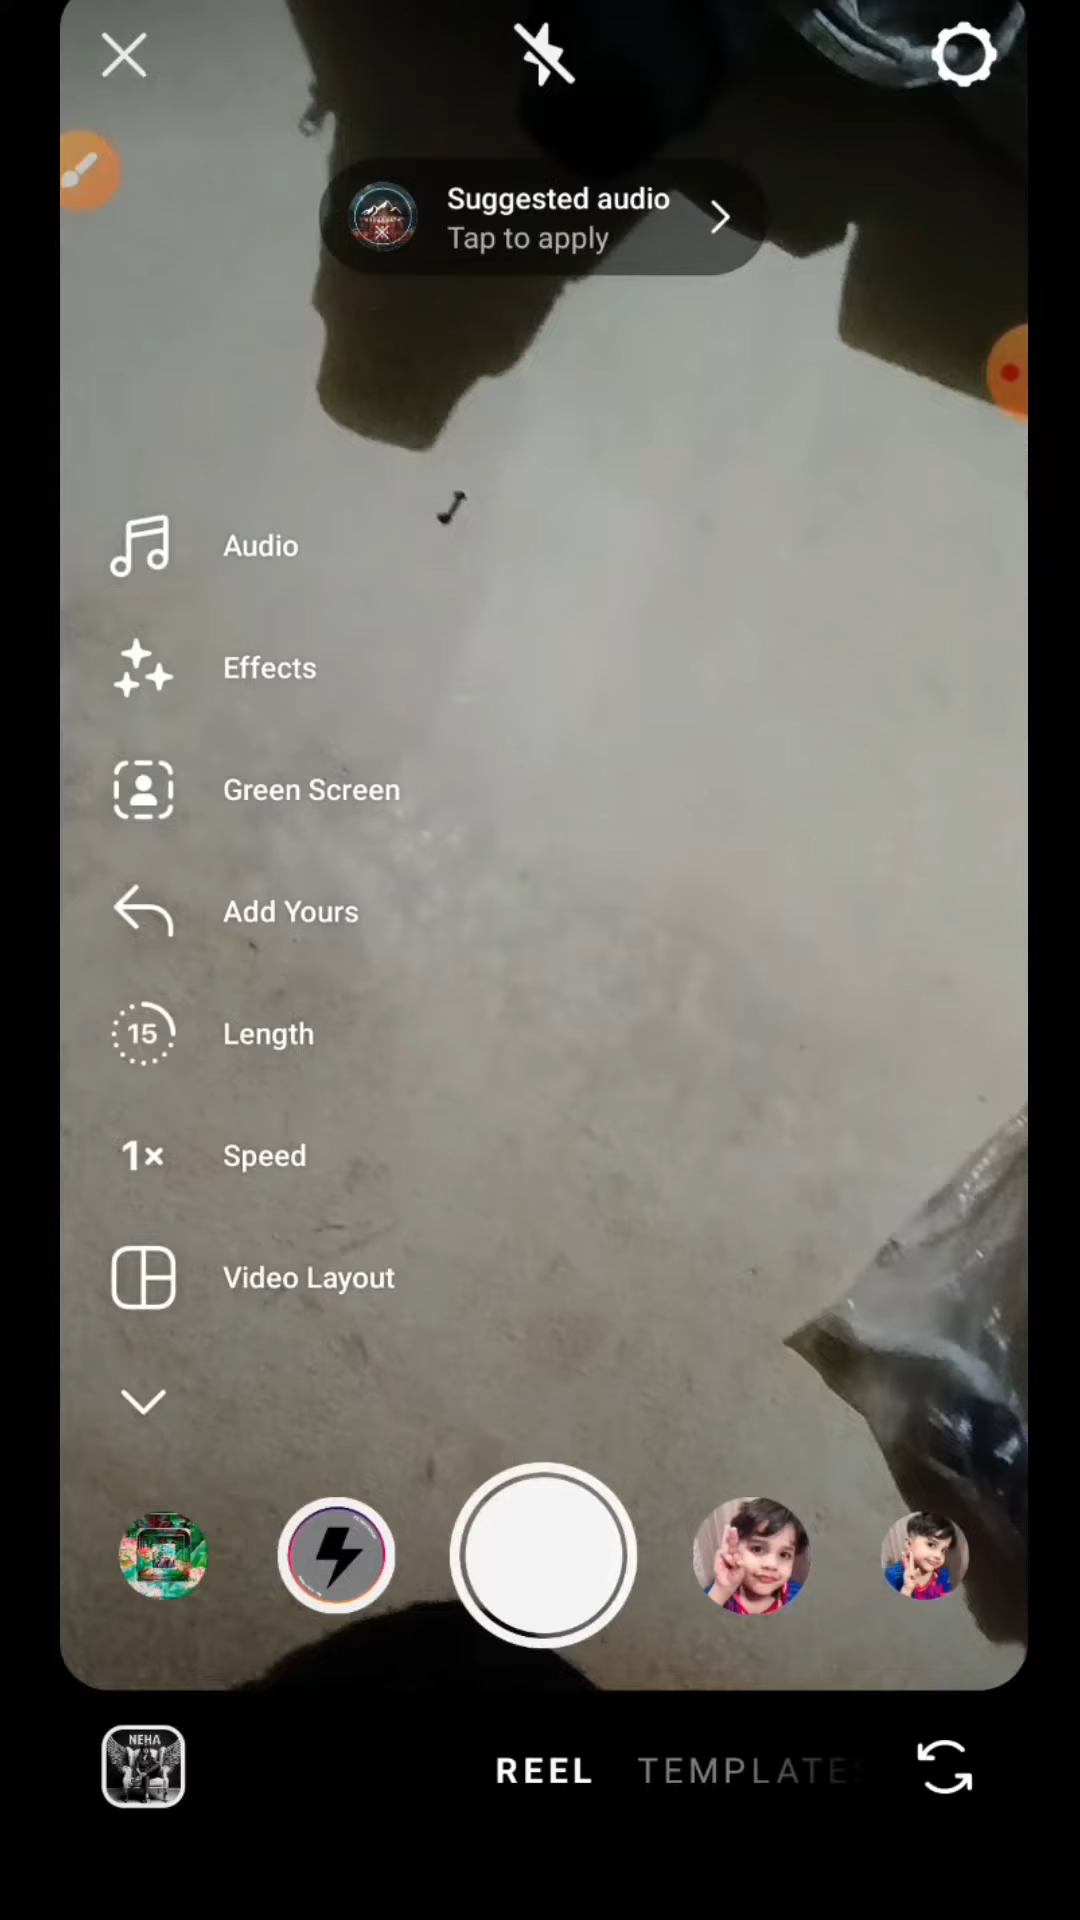 Suggested audio
Tap to apply
Audio
Effects
Green Screen
Add Yours
15
Length
1×
Speed
Video Layout
NEHA
REEL
TEMPLATES